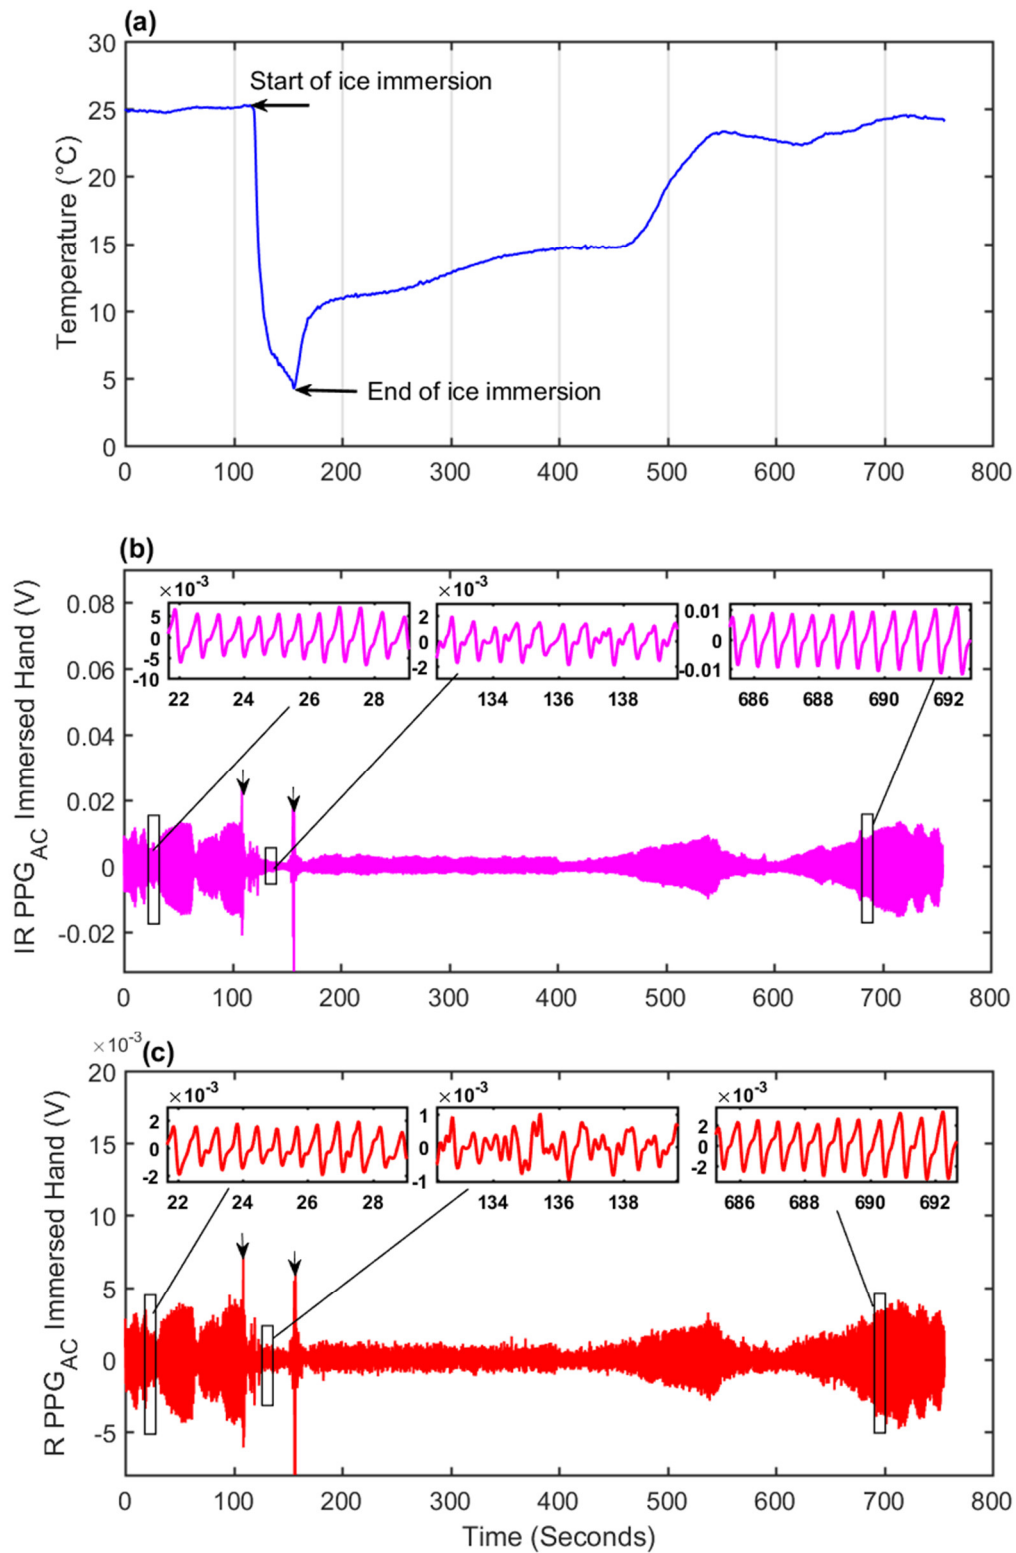 (a)
30
25
20
15
10
5
0
Temperature (°C)
Start of ice immersion
End of ice immersion
0 100 200 300 400 500 600 700 800
(b)
0.08
0.06
0.04
0.02
0
-0.02
IR PPG_AC Immersed Hand (V)
×10⁻³
5
0
-5
-10
22 24 26 28
×10⁻³
2
0
-2
134 136 138
0.01
0
-0.01
686 688 690 692
0 100 200 300 400 500 600 700 800
×10⁻³
(c)
20
15
10
5
0
-5
R PPG_AC Immersed Hand (V)
×10⁻³
2
0
-2
22 24 26 28
×10⁻³
1
0
-1
134 136 138
×10⁻³
2
0
-2
686 688 690 692
0 100 200 300 400 500 600 700 800
Time (Seconds)